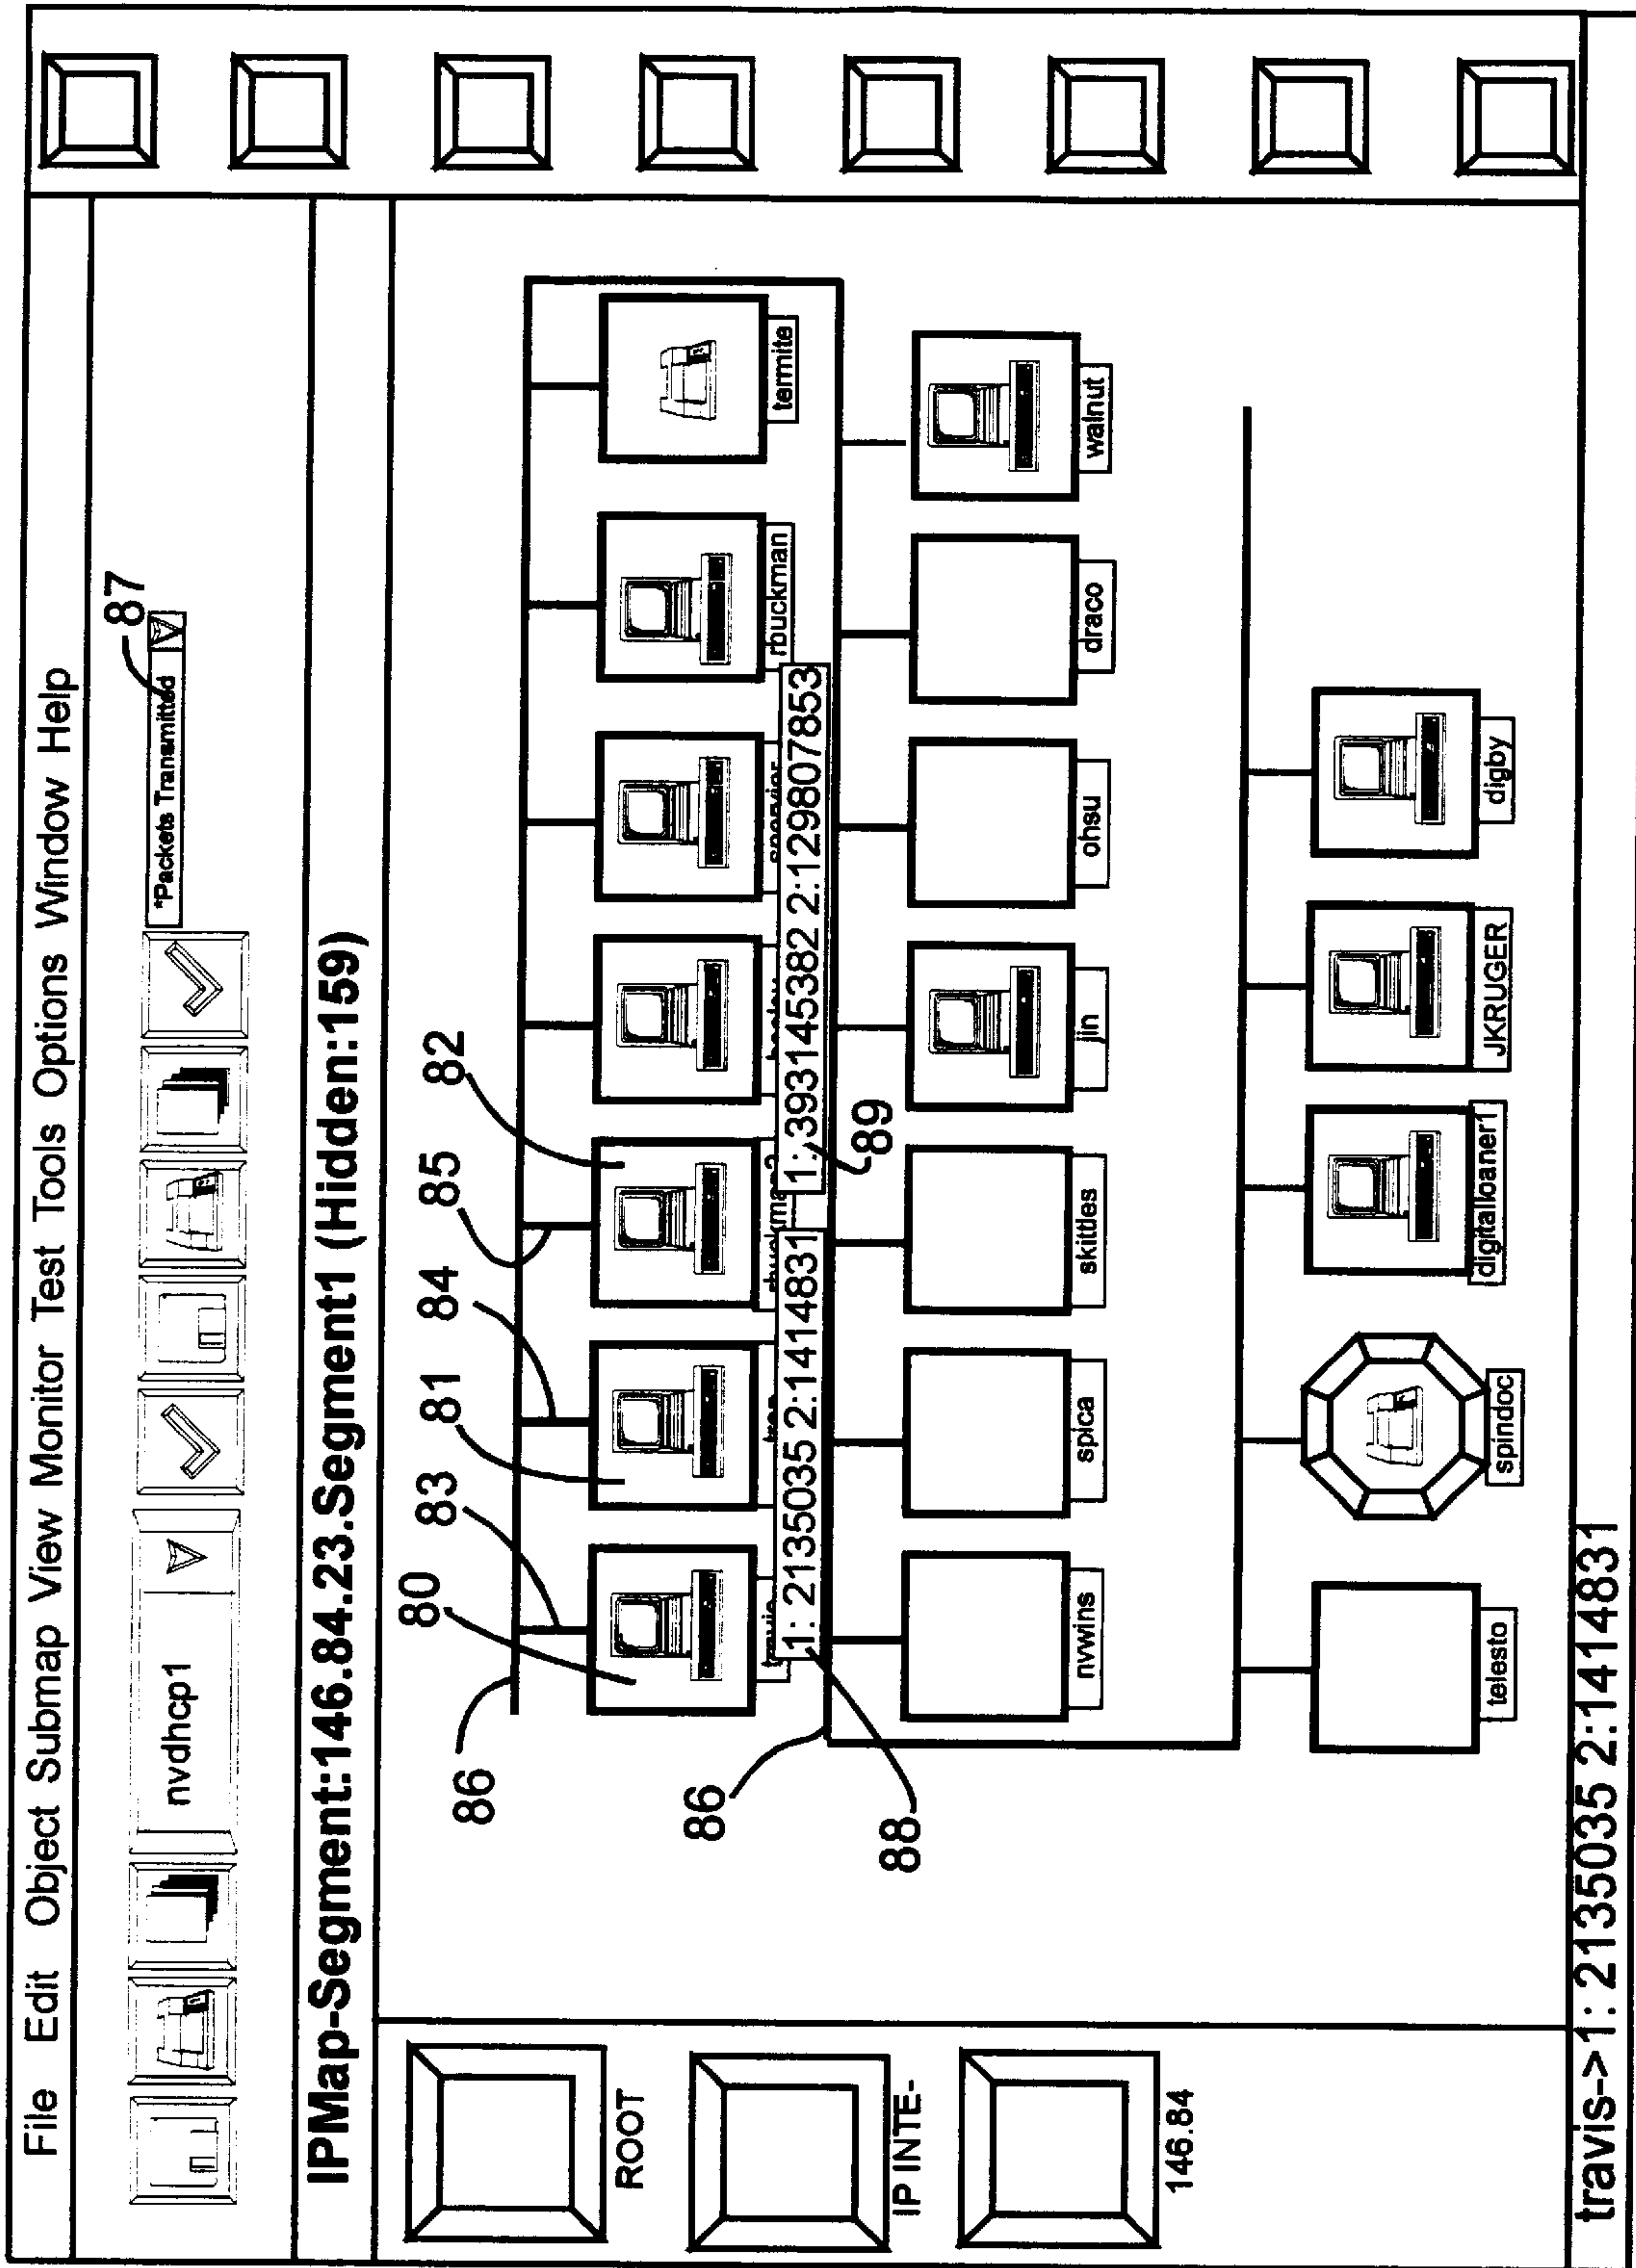 File Edit Object Submap View Monitor Test Tools Options Window Help
nvdhcp1
*Packets Transmitted
87
IPMap-Segment:146.84.23.Segment1 (Hidden:159)
ROOT
IP INTE-
146.84
86
80
83
81
84
85
82
rbuckman
termite
1: 2135035 2:1414831
1: 393145382 2:129807853
86
88
89
nvwins
spica
skittles
jin
ohsu
draco
walnut
telesto
spindoc
digitalloaner1
JKRUGER
digby
travis-> 1: 2135035 2:1414831